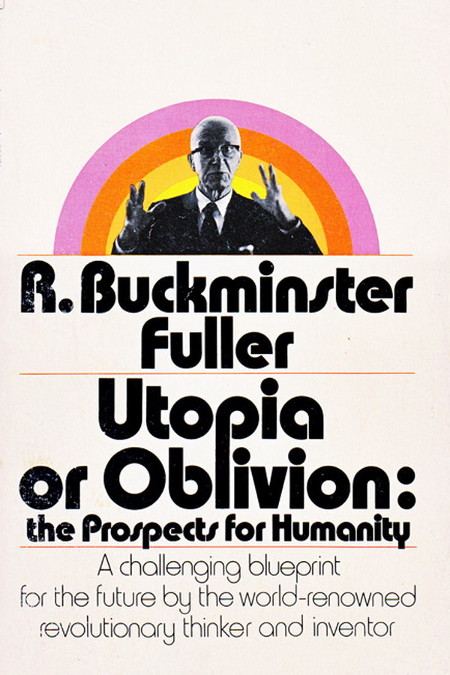 R. Buckminster
Fuller
Utopia
or Oblivion:
the Prospects for Humanity
A challenging blueprint
for the future by the world-renowned
revolutionary thinker and inventor